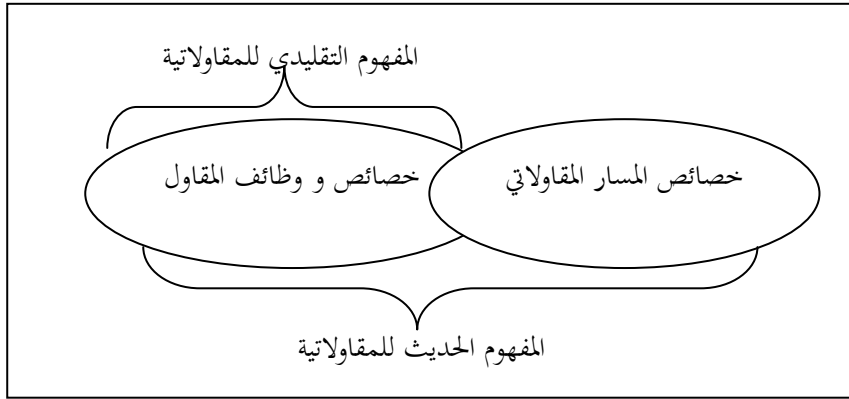 المفهوم التقليدي للمقاولاتية
خصائص المسار المقاولاتي
خصائص و وظائف المقاول
المفهوم الحديث للمقاولاتية